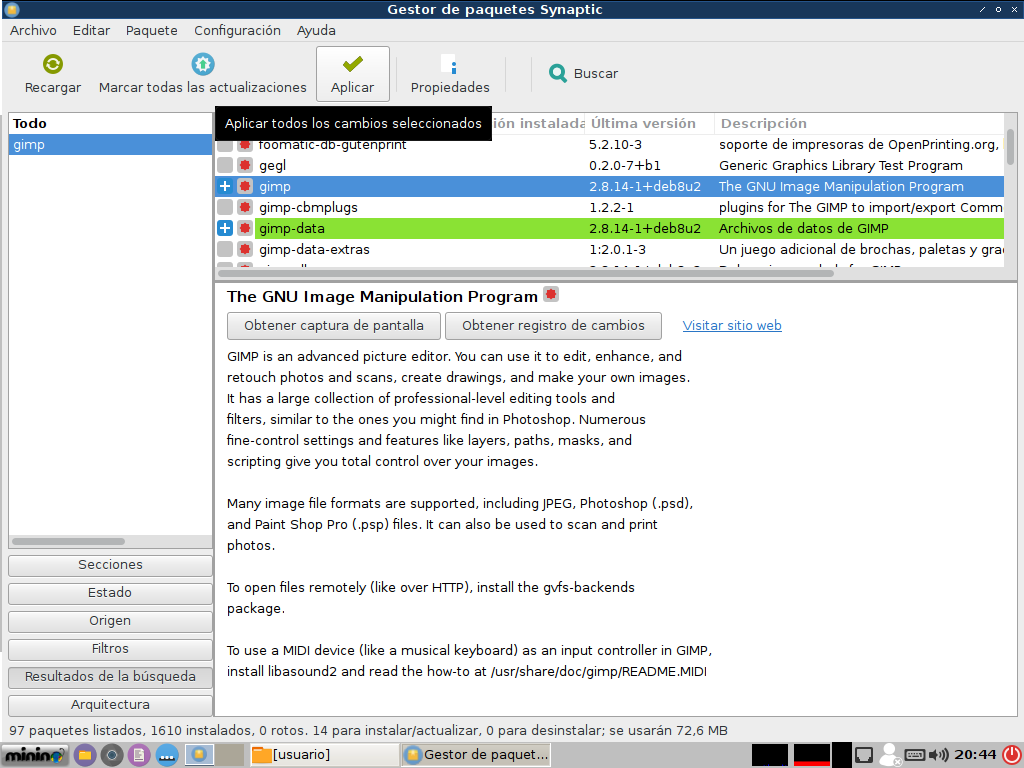 Gestor de paquetes Synaptic
Archivo Editar Paquete Configuración Ayuda
Recargar Marcar todas las actualizaciones Aplicar Propiedades Buscar
Aplicar todos los cambios seleccionados
Todo
gimp
ión instalada Última versión Descripción
foomatic-db-gutenprint 5.2.10-3 soporte de impresoras de OpenPrinting.org,
gegl 0.2.0-7+b1 Generic Graphics Library Test Program
gimp 2.8.14-1+deb8u2 The GNU Image Manipulation Program
gimp-cbmplugs 1.2.2-1 plugins for The GIMP to import/export Comm
gimp-data 2.8.14-1+deb8u2 Archivos de datos de GIMP
gimp-data-extras 1:2.0.1-3 Un juego adicional de brochas, paletas y gra
The GNU Image Manipulation Program
Obtener captura de pantalla Obtener registro de cambios Visitar sitio web
GIMP is an advanced picture editor. You can use it to edit, enhance, and
retouch photos and scans, create drawings, and make your own images.
It has a large collection of professional-level editing tools and
filters, similar to the ones you might find in Photoshop. Numerous
fine-control settings and features like layers, paths, masks, and
scripting give you total control over your images.
Many image file formats are supported, including JPEG, Photoshop (.psd),
and Paint Shop Pro (.psp) files. It can also be used to scan and print
photos.
To open files remotely (like over HTTP), install the gvfs-backends
package.
To use a MIDI device (like a musical keyboard) as an input controller in GIMP,
install libasound2 and read the how-to at /usr/share/doc/gimp/README.MIDI
Secciones
Estado
Origen
Filtros
Resultados de la búsqueda
Arquitectura
97 paquetes listados, 1610 instalados, 0 rotos. 14 para instalar/actualizar, 0 para desinstalar; se usarán 72,6 MB
minino [usuario] Gestor de paquet... 20:44